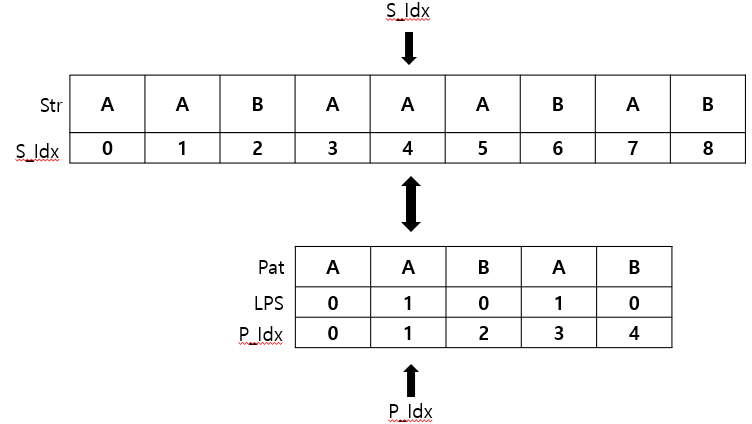 S_Idx
Str A A B A A A B A B
S_Idx 0 1 2 3 4 5 6 7 8
Pat A A B A B
LPS 0 1 0 1 0
P_Idx 0 1 2 3 4
P_Idx